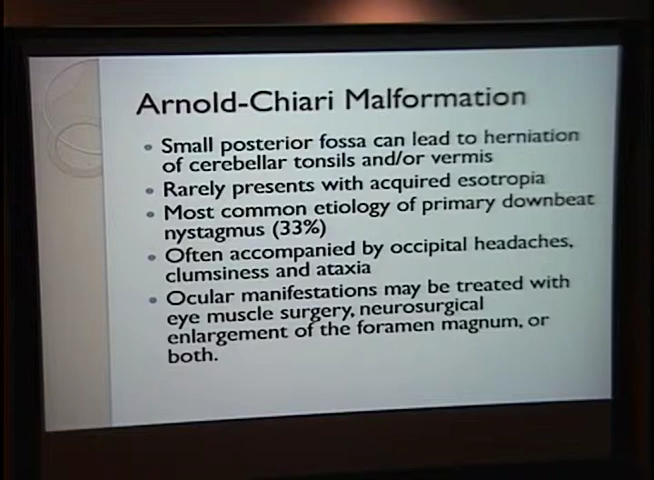 Arnold-Chiari Malformation
• Small posterior fossa can lead to herniation
of cerebellar tonsils and/or vermis
• Rarely presents with acquired esotropia
• Most common etiology of primary downbeat
nystagmus (33%)
• Often accompanied by occipital headaches,
clumsiness and ataxia
• Ocular manifestations may be treated with
eye muscle surgery, neurosurgical
enlargement of the foramen magnum, or
both.